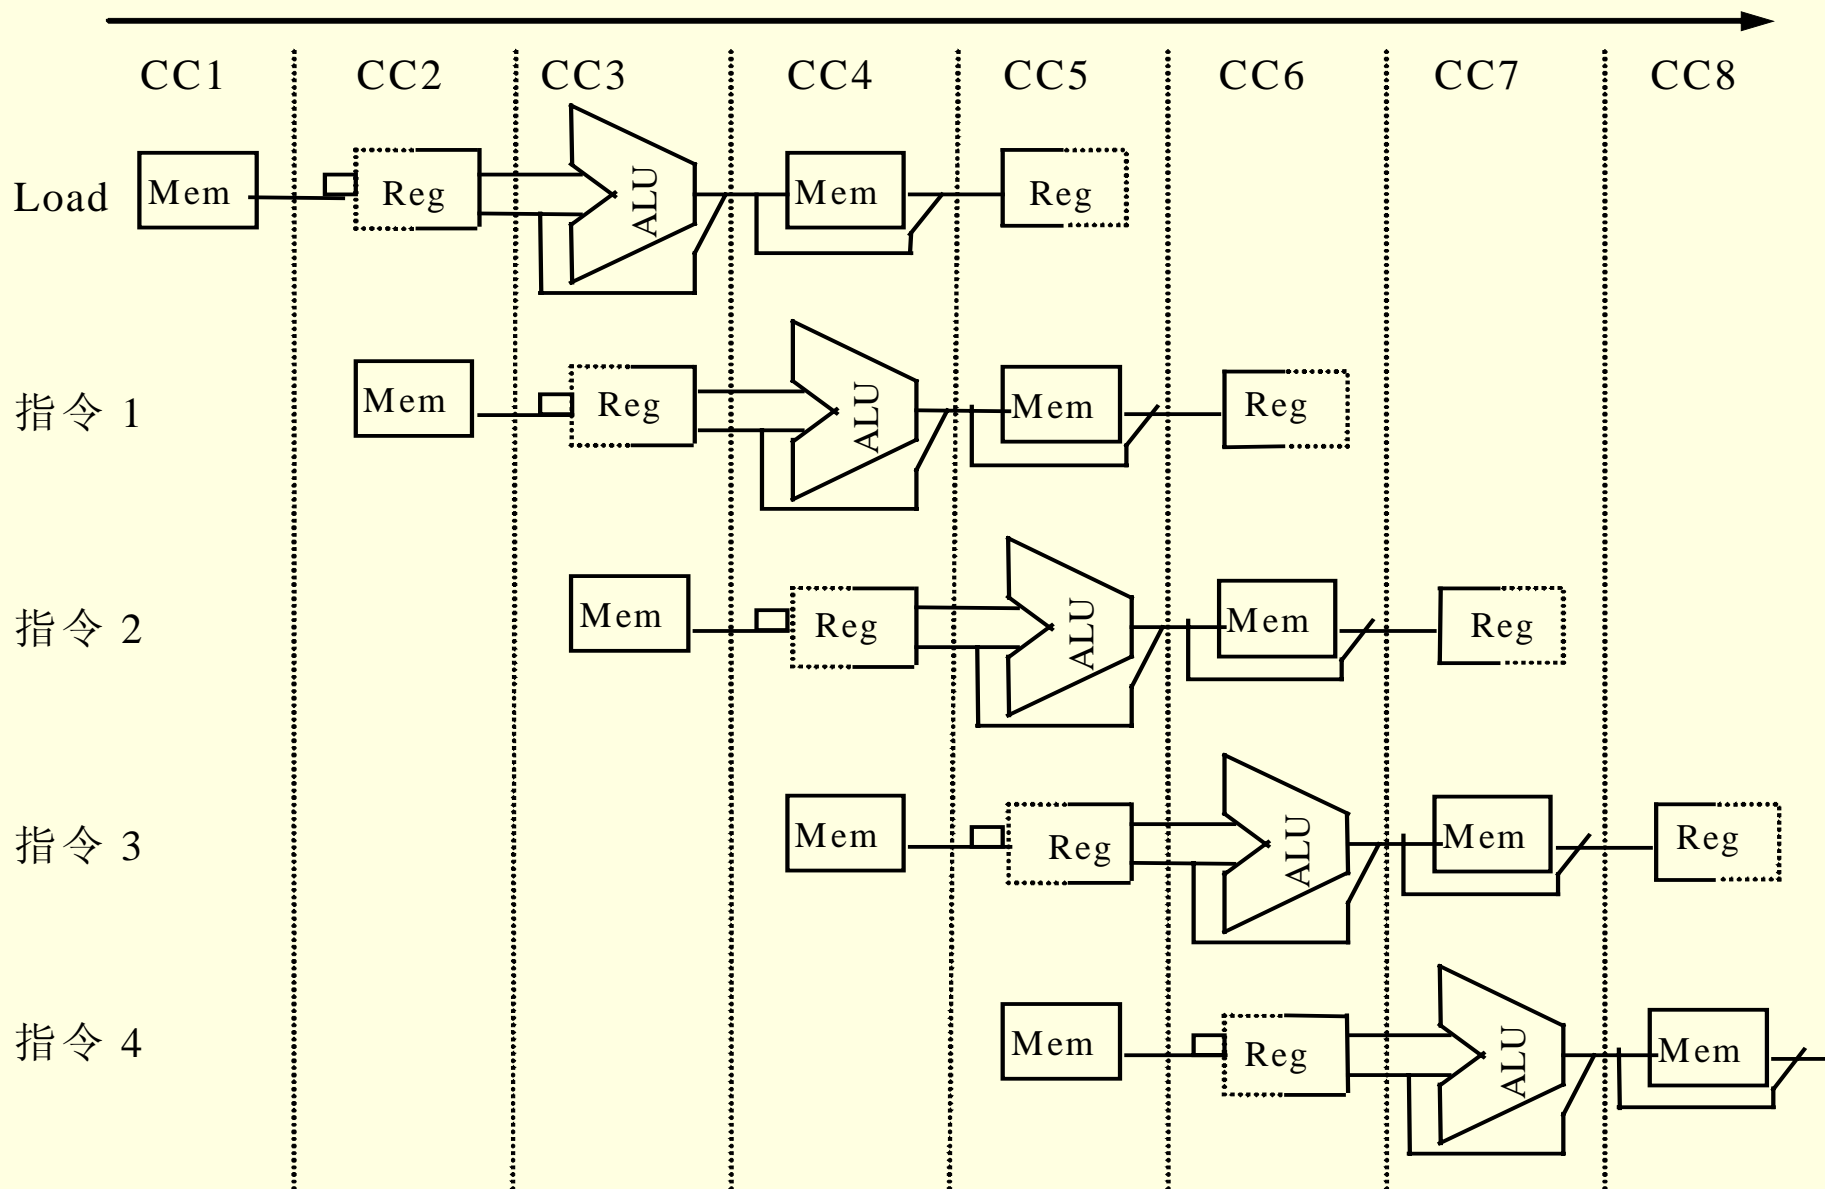 CC1 CC2 CC3 CC4 CC5 CC6 CC7 CC8
Load Mem Reg ALU Mem Reg
指令 1 Mem Reg ALU Mem Reg
指令 2 Mem Reg ALU Mem Reg
指令 3 Mem Reg ALU Mem Reg
指令 4 Mem Reg ALU Mem